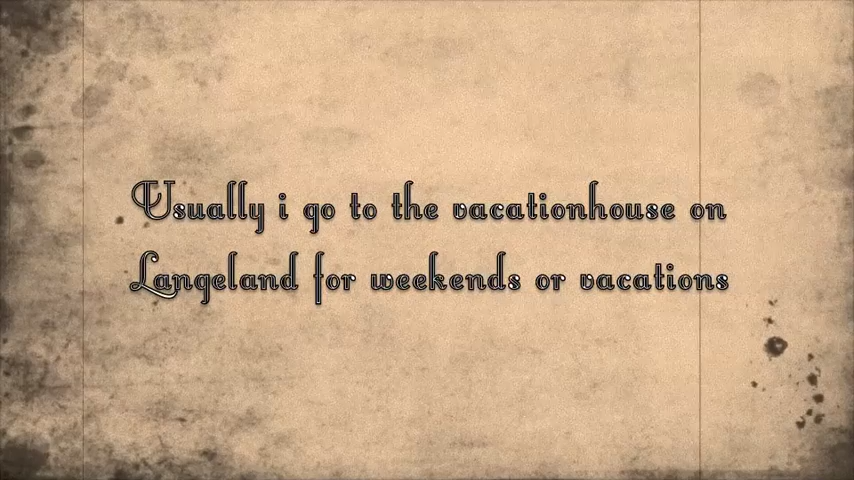 Usually i go to the vacationhouse on
Langeland for weekends or vacations